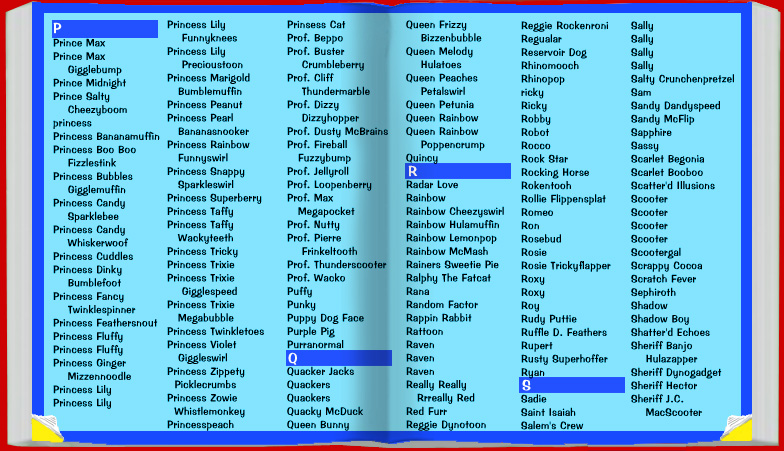 P
Prince Max
Prince Max
Gigglebump
Prince Midnight
Prince Salty
Cheezyboom
princess
Princess Bananamuffin
Princess Boo Boo
Fizzlestink
Princess Bubbles
Gigglemuffin
Princess Candy
Sparklebee
Princess Candy
Whiskerwoof
Princess Cuddles
Princess Dinky
Bumblefoot
Princess Fancy
Twinklespinner
Princess Feathersnout
Princess Fluffy
Princess Fluffy
Princess Ginger
Mizzennoodle
Princess Lily
Princess Lily
Princess Lily
Funnyknees
Princess Lily
Precioustoon
Princess Marigold
Bumblemuffin
Princess Peanut
Princess Pearl
Bananasnooker
Princess Rainbow
Funnyswirl
Princess Snappy
Sparkleswirl
Princess Superberry
Princess Taffy
Princess Taffy
Wackyteeth
Princess Tricky
Princess Trixie
Princess Trixie
Gigglespeed
Princess Trixie
Megabubble
Princess Twinkletoes
Princess Violet
Giggleswirl
Princess Zippety
Picklecrumbs
Princess Zowie
Whistlemonkey
Princesspeach
Prinsess Cat
Prof. Beppo
Prof. Buster
Crumbleberry
Prof. Cliff
Thundermarble
Prof. Dizzy
Dizzyhopper
Prof. Dusty McBrains
Prof. Fireball
Fuzzybump
Prof. Jellyroll
Prof. Loopenberry
Prof. Max
Megapocket
Prof. Nutty
Prof. Pierre
Frinkeltooth
Prof. Thunderscooter
Prof. Wacko
Puffy
Punky
Puppy Dog Face
Purple Pig
Purranormal
Q
Quacker Jacks
Quackers
Quackers
Quacky McDuck
Queen Bunny
Queen Frizzy
Bizzenbubble
Queen Melody
Hulatoes
Queen Peaches
Petalswirl
Queen Petunia
Queen Rainbow
Queen Rainbow
Poppencrump
Quincy
R
Radar Love
Rainbow
Rainbow Cheezyswirl
Rainbow Hulamuffin
Rainbow Lemonpop
Rainbow McMash
Rainers Sweetie Pie
Ralphy The Fatcat
Rana
Random Factor
Rappin Rabbit
Rattoon
Raven
Raven
Raven
Really Really
Rrreally Red
Red Furr
Reggie Dynotoon
Reggie Rockenroni
Regualar
Reservoir Dog
Rhinomooch
Rhinopop
ricky
Ricky
Robby
Robot
Rocco
Rock Star
Rocking Horse
Rokentooh
Rollie Flippensplat
Romeo
Ron
Rosebud
Rosie
Rosie Trickyflapper
Roxy
Roxy
Roy
Rudy Puttie
Ruffle D. Feathers
Rupert
Rusty Superhoffer
Ryan
S
Sadie
Saint Isaiah
Salem's Crew
Sally
Sally
Sally
Sally
Salty Crunchenpretzel
Sam
Sandy Dandyspeed
Sandy McFlip
Sapphire
Sassy
Scarlet Begonia
Scarlet Booboo
Scatter'd Illusions
Scooter
Scooter
Scooter
Scooter
Scootergal
Scrappy Cocoa
Scratch Fever
Sephiroth
Shadow
Shadow Boy
Shatter'd Echoes
Sheriff Banjo
Hulazapper
Sheriff Dynogadget
Sheriff Hector
Sheriff J.C.
MacScooter